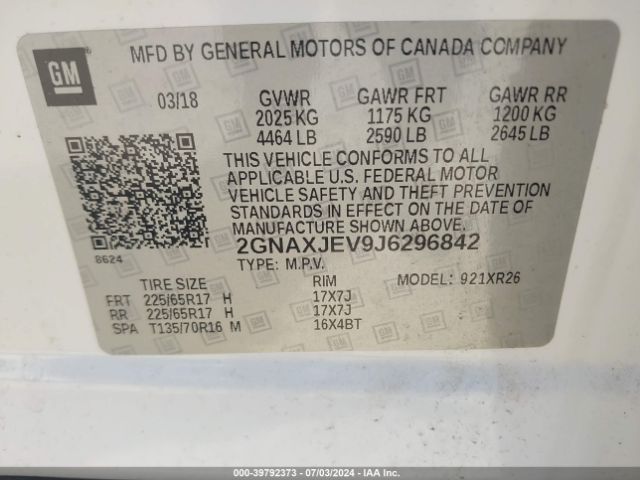 GM
MFD BY GENERAL MOTORS OF CANADA COMPANY
03/18 GVWR GAWR FRT GAWR RR
2025 KG 1175 KG 1200 KG
4464 LB 2590 LB 2645 LB
THIS VEHICLE CONFORMS TO ALL
APPLICABLE U.S. FEDERAL MOTOR
VEHICLE SAFETY AND THEFT PREVENTION
STANDARDS IN EFFECT ON THE DATE OF
MANUFACTURE SHOWN ABOVE.
8624 2GNAXJEV9J6296842
TYPE: M.P.V. MODEL: 921XR26
TIRE SIZE RIM
FRT 225/65R17 H 17X7J
RR 225/65R17 H 17X7J
SPA T135/70R16 M 16X4BT
000-39792373 - 07/03/2024 - IAA Inc.